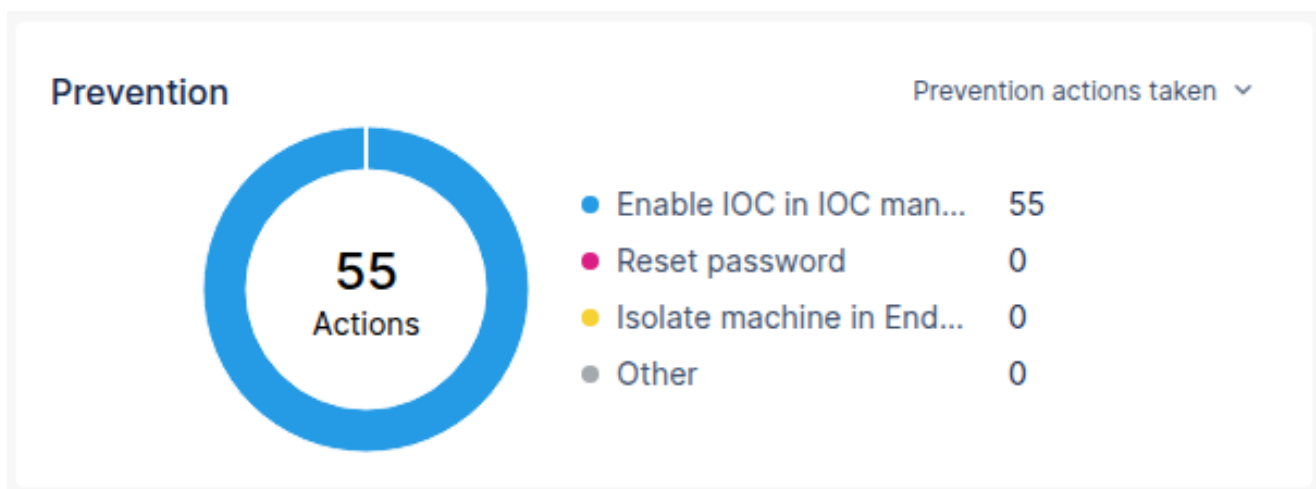 Prevention
Prevention actions taken
55
Actions
Enable IOC in IOC man... 55
Reset password 0
Isolate machine in End... 0
Other 0